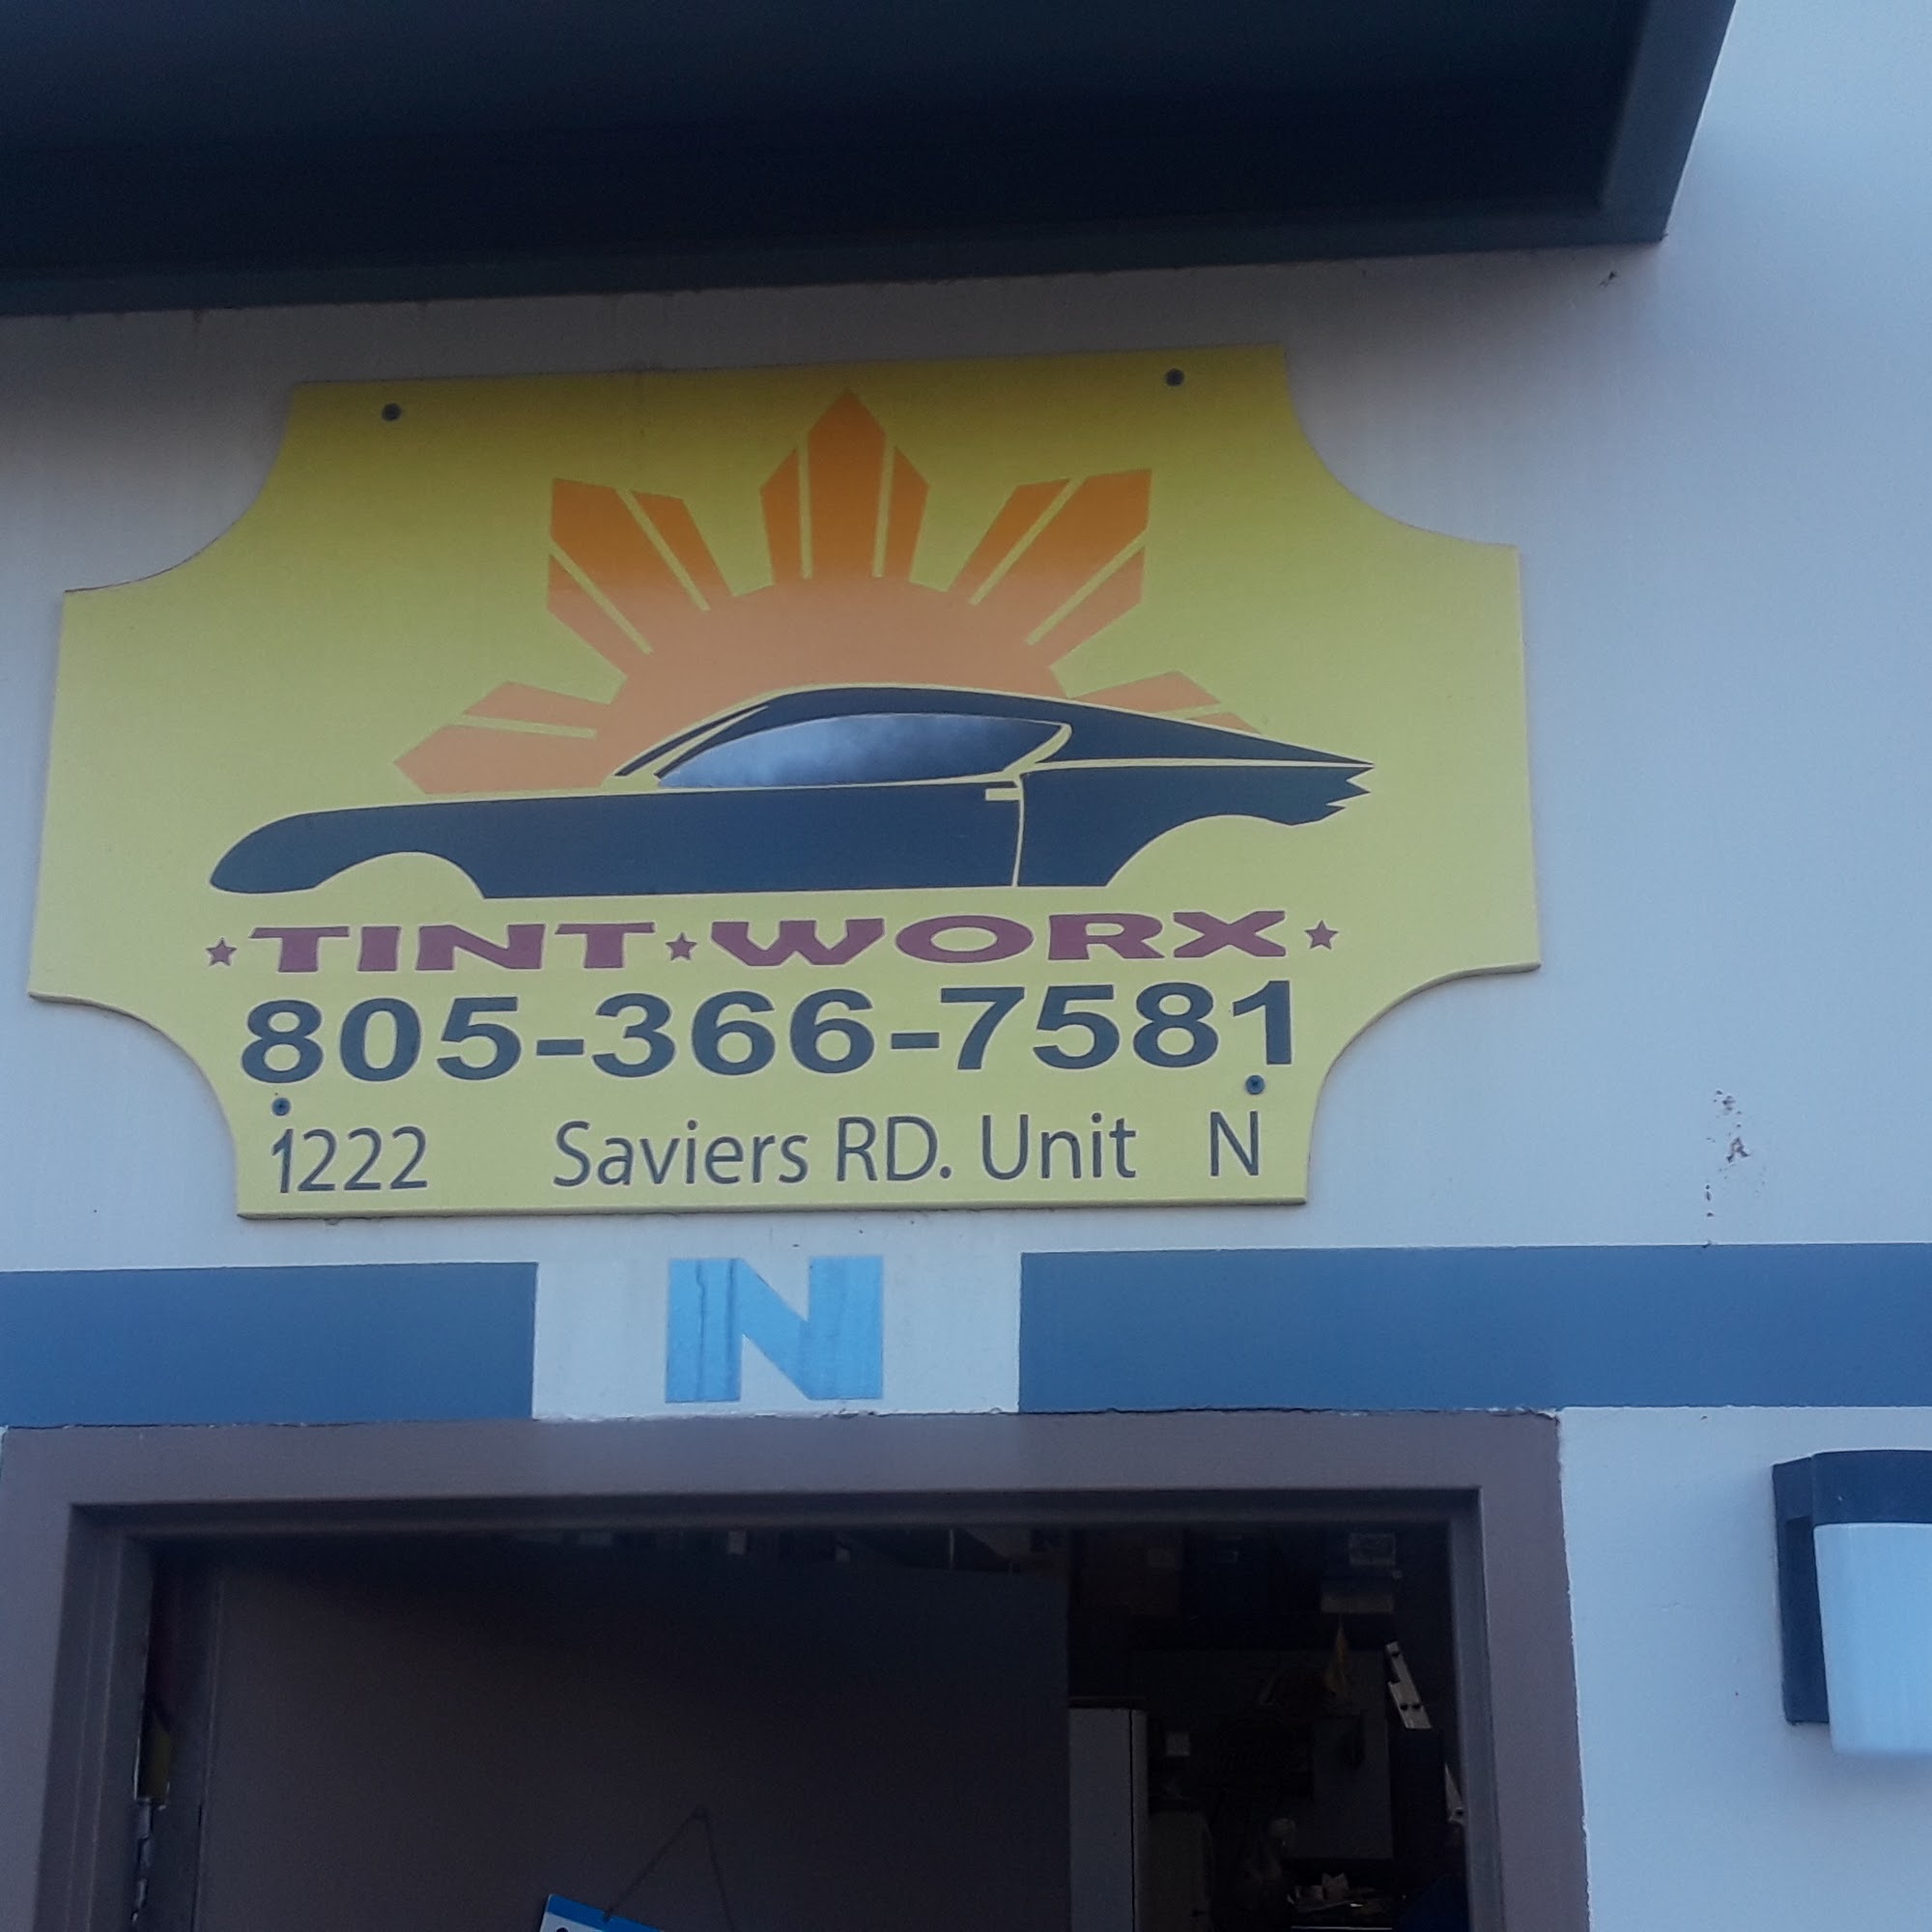 TINT WORX
805-366-7581
1222 Saviers RD. Unit N
N